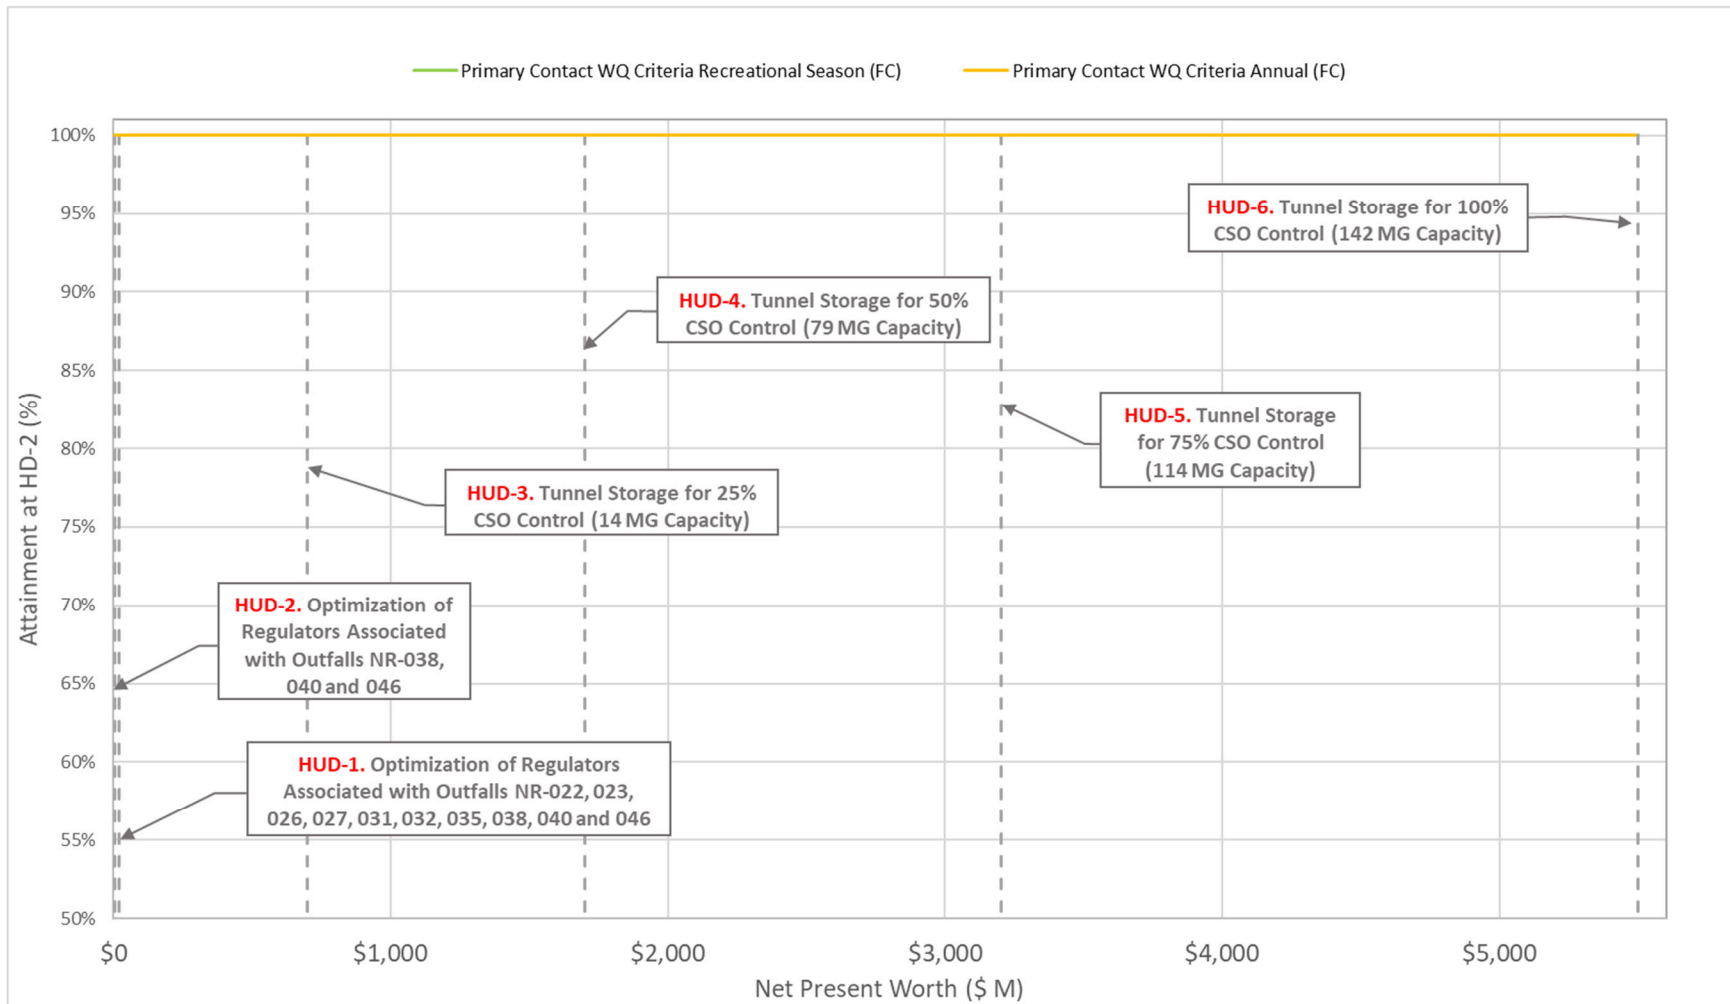 Primary Contact WQ Criteria Recreational Season (FC)
Primary Contact WQ Criteria Annual (FC)
100%
95%
90%
85%
80%
75%
70%
65%
60%
55%
50%
Attainment at HD-2 (%)
HUD-6. Tunnel Storage for 100%
CSO Control (142 MG Capacity)
HUD-4. Tunnel Storage for 50%
CSO Control (79 MG Capacity)
HUD-5. Tunnel Storage
for 75% CSO Control
(114 MG Capacity)
HUD-3. Tunnel Storage for 25%
CSO Control (14 MG Capacity)
HUD-2. Optimization of
Regulators Associated
with Outfalls NR-038,
040 and 046
HUD-1. Optimization of Regulators
Associated with Outfalls NR-022, 023,
026, 027, 031, 032, 035, 038, 040 and 046
$0
$1,000
$2,000
$3,000
$4,000
$5,000
Net Present Worth ($ M)